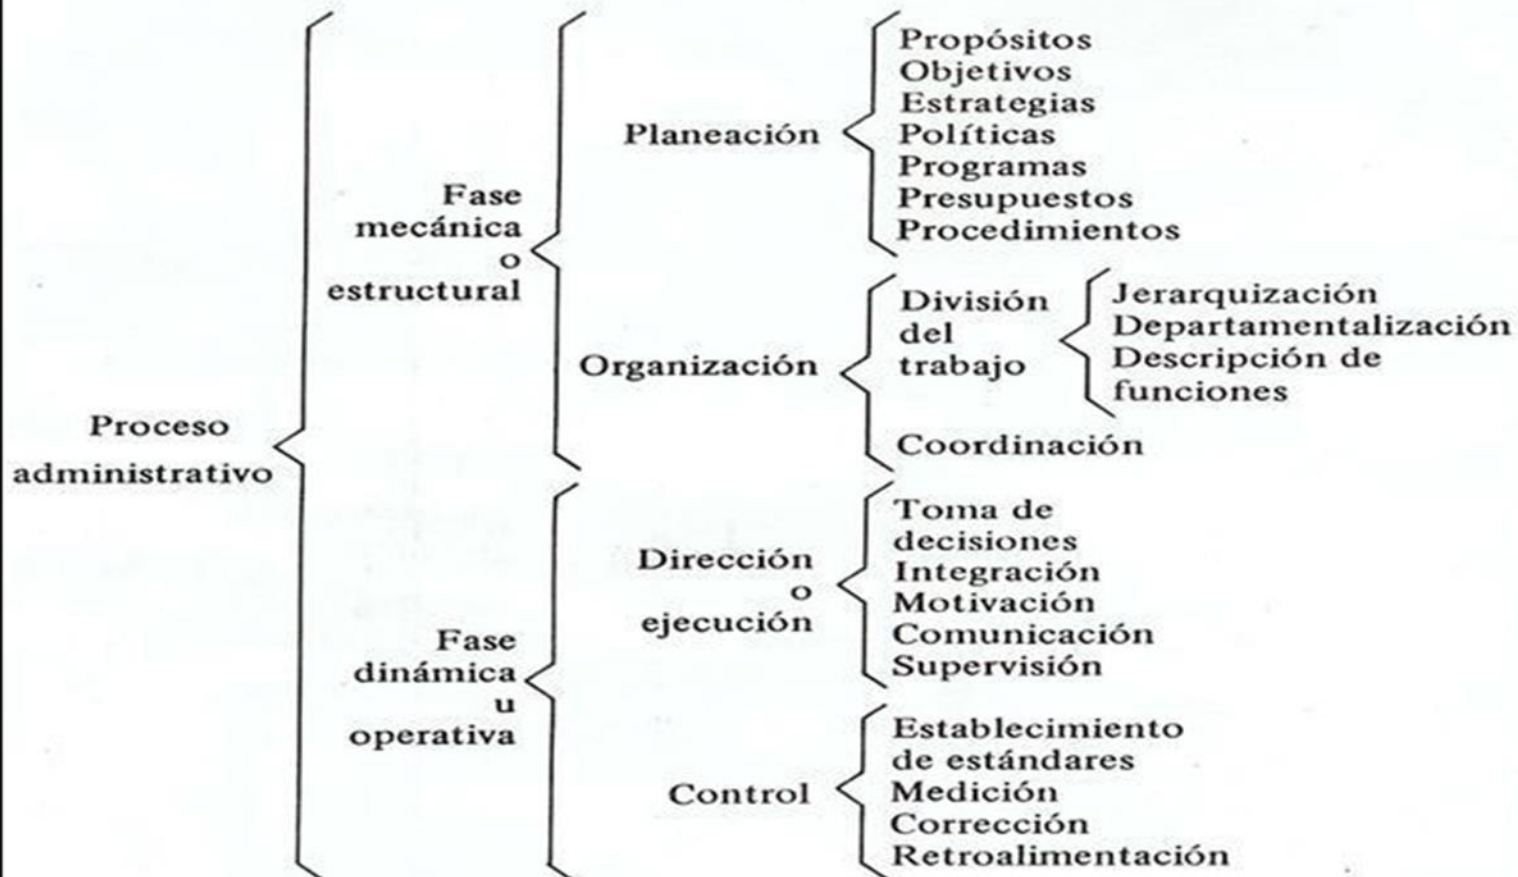 Proceso
administrativo
Fase
mecánica
o
estructural
Planeación
Propósitos
Objetivos
Estrategias
Políticas
Programas
Presupuestos
Procedimientos
Organización
División
del
trabajo
Jerarquización
Departamentalización
Descripción de
funciones
Coordinación
Fase
dinámica
u
operativa
Dirección
o
ejecución
Toma de
decisiones
Integración
Motivación
Comunicación
Supervisión
Control
Establecimiento
de estándares
Medición
Corrección
Retroalimentación